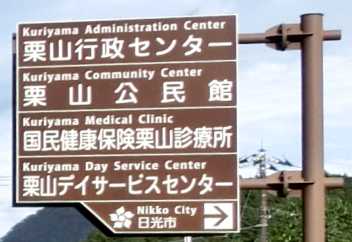 Kuriyama Administration Center
栗山行政センター
Kuriyama Community Center
栗山公民館
Kuriyama Medical Clinic
国民健康保険栗山診療所
Kuriyama Day Service Center
栗山デイサービスセンター
Nikko City
日光市